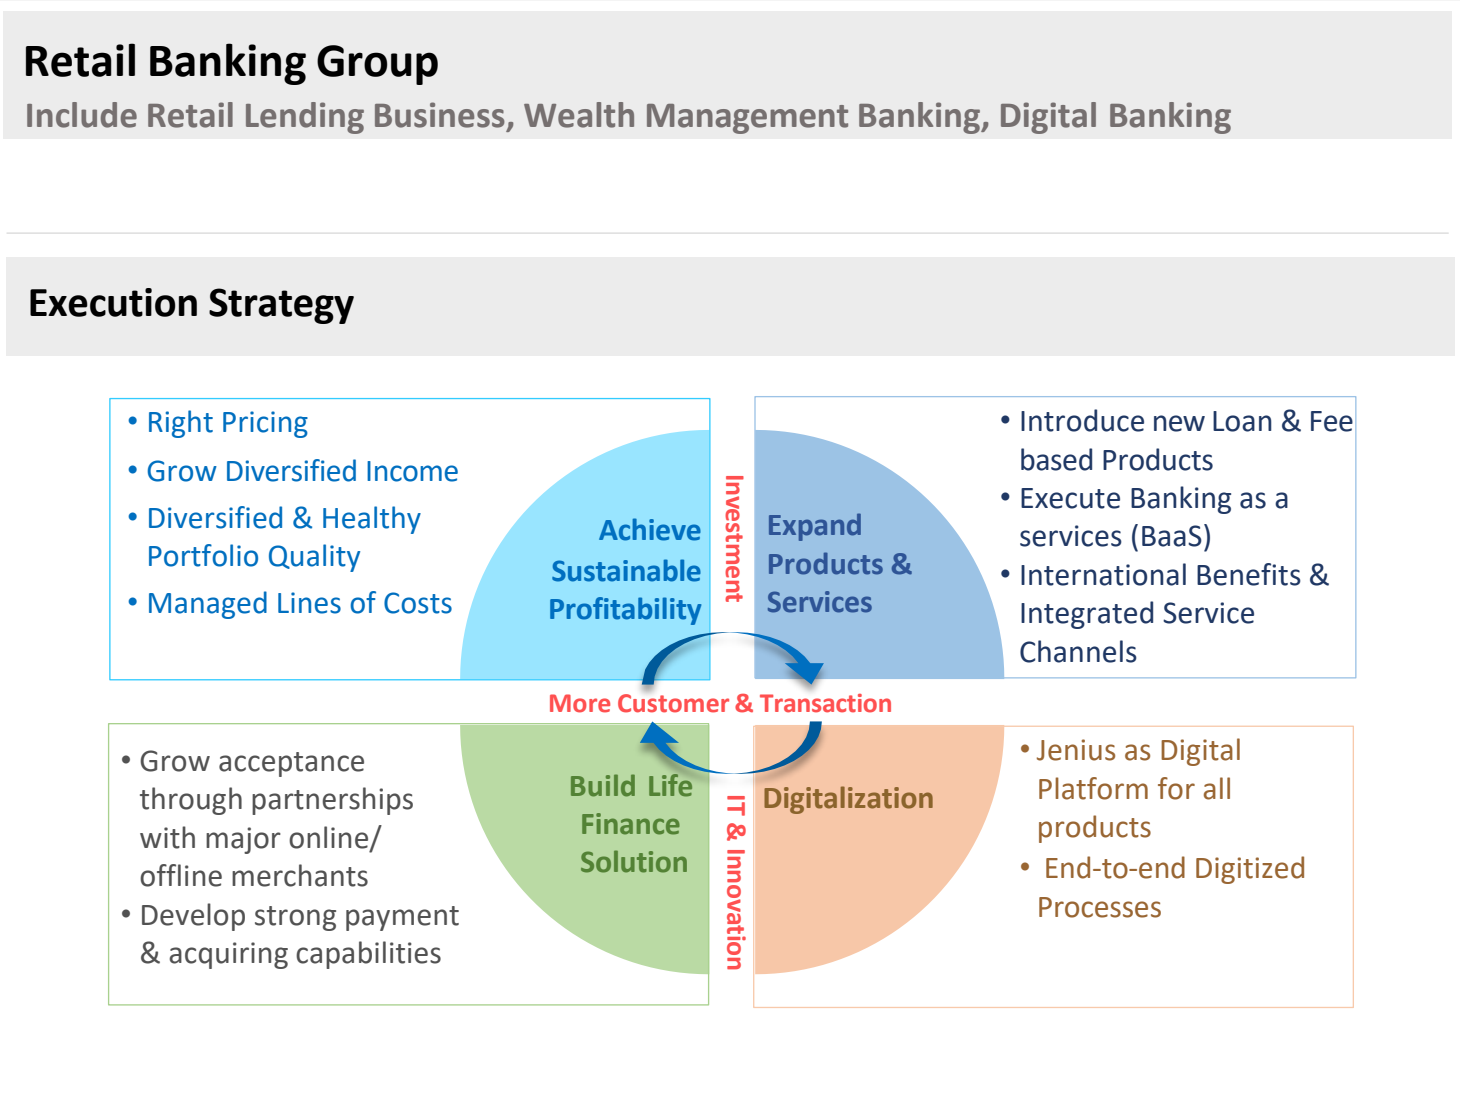 Retail Banking Group
Include Retail Lending Business, Wealth Management Banking, Digital Banking
Execution Strategy
• Right Pricing
• Grow Diversified Income
• Diversified & Healthy
Portfolio Quality
• Managed Lines of Costs
Achieve
Sustainable
Profitability
Investment
Expand
Products &
Services
• Introduce new Loan & Fee
based Products
• Execute Banking as a
services (BaaS)
• International Benefits &
Integrated Service
Channels
More Customer & Transaction
• Grow acceptance
through partnerships
with major online/
offline merchants
• Develop strong payment
& acquiring capabilities
Build Life
Finance
Solution
IT & Innovation
Digitalization
• Jenius as Digital
Platform for all
products
• End-to-end Digitized
Processes